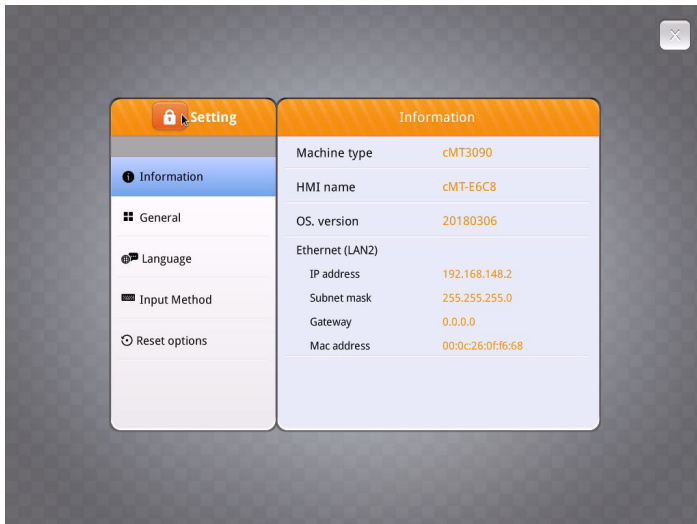 X
Setting
Information
Information
General
Language
Input Method
Reset options
Machine type cMT3090
HMI name cMT-E6C8
OS. version 20180306
Ethernet (LAN2)
IP address 192.168.148.2
Subnet mask 255.255.255.0
Gateway 0.0.0.0
Mac address 00:0c:26:0f:f6:68